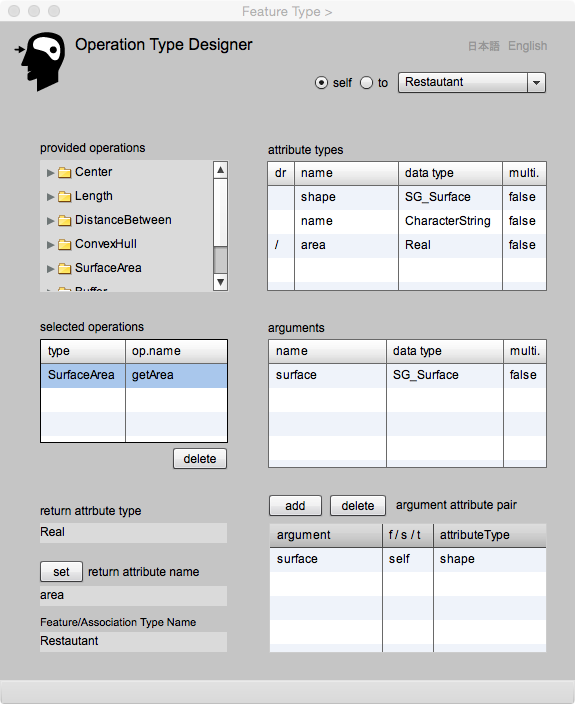 Feature Type >
Operation Type Designer
日本語 English
self to Restautant
provided operations
Center
Length
DistanceBetween
ConvexHull
SurfaceArea
Buffer
attribute types
dr name data type multi.
shape SG_Surface false
name CharacterString false
/ area Real false
selected operations
type op.name
SurfaceArea getArea
delete
arguments
name data type multi.
surface SG_Surface false
return attrbute type
Real
set return attribute name
area
Feature/Association Type Name
Restautant
add delete argument attribute pair
argument f / s / t attributeType
surface self shape